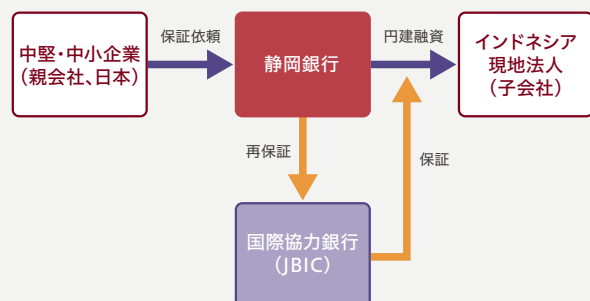 中堅・中小企業
（親会社、日本）
保証依頼
静岡銀行
円建融資
インドネシア
現地法人
（子会社）
再保証
保証
国際協力銀行
（JBIC）